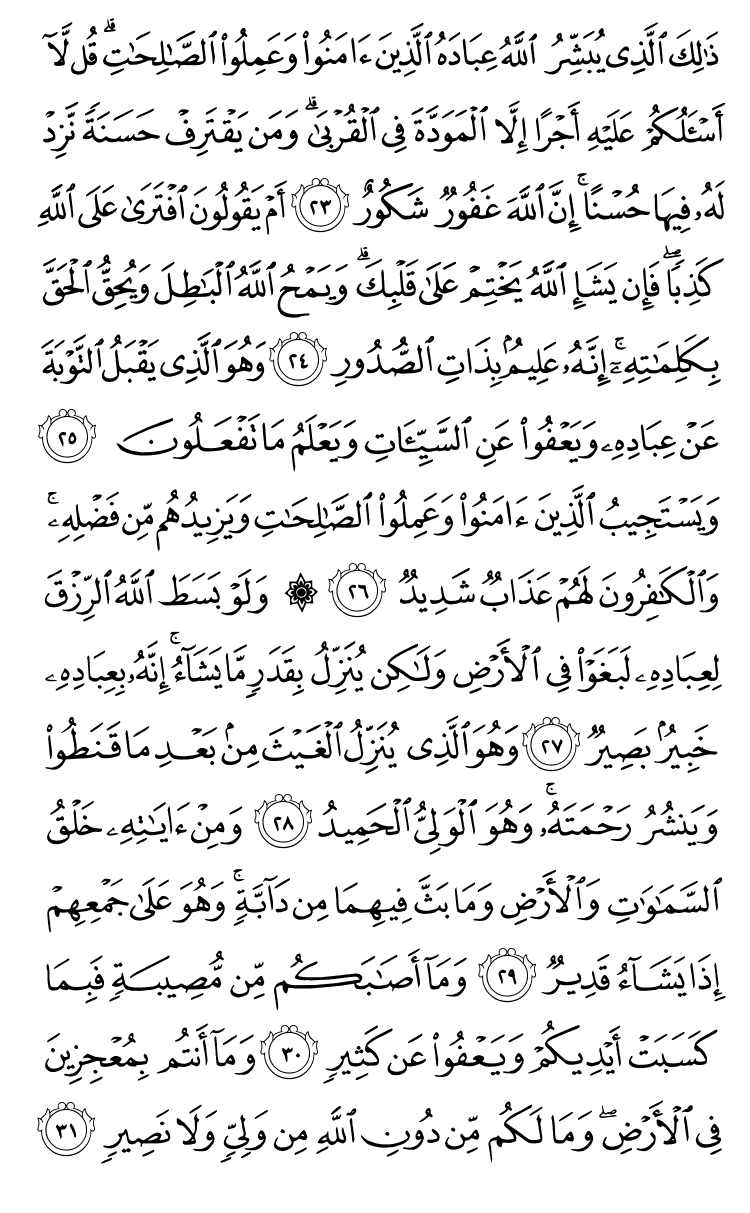 ذَٰلِكَ ٱلَّذِى يُبَشِّرُ ٱللَّهُ عِبَادَهُ ٱلَّذِينَ ءَامَنُوا۟ وَعَمِلُوا۟ ٱلصَّـٰلِحَـٰتِ ۗ قُل لَّآ
أَسْـَٔلُكُمْ عَلَيْهِ أَجْرًا إِلَّا ٱلْمَوَدَّةَ فِى ٱلْقُرْبَىٰ ۗ وَمَن يَقْتَرِفْ حَسَنَةً نَّزِدْ
لَهُۥ فِيهَا حُسْنًا ۚ إِنَّ ٱللَّهَ غَفُورٌ شَكُورٌ ٢٣ أَمْ يَقُولُونَ ٱفْتَرَىٰ عَلَى ٱللَّهِ
كَذِبًا ۖ فَإِن يَشَإِ ٱللَّهُ يَخْتِمْ عَلَىٰ قَلْبِكَ ۗ وَيَمْحُ ٱللَّهُ ٱلْبَـٰطِلَ وَيُحِقُّ ٱلْحَقَّ
بِكَلِمَـٰتِهِۦٓ ۚ إِنَّهُۥ عَلِيمٌۢ بِذَاتِ ٱلصُّدُورِ ٢٤ وَهُوَ ٱلَّذِى يَقْبَلُ ٱلتَّوْبَةَ
عَنْ عِبَادِهِۦ وَيَعْفُوا۟ عَنِ ٱلسَّيِّـَٔاتِ وَيَعْلَمُ مَا تَفْعَلُونَ ٢٥
وَيَسْتَجِيبُ ٱلَّذِينَ ءَامَنُوا۟ وَعَمِلُوا۟ ٱلصَّـٰلِحَـٰتِ وَيَزِيدُهُم مِّن فَضْلِهِۦ ۚ
وَٱلْكَـٰفِرُونَ لَهُمْ عَذَابٌ شَدِيدٌ ٢٦ ۞ وَلَوْ بَسَطَ ٱللَّهُ ٱلرِّزْقَ
لِعِبَادِهِۦ لَبَغَوْا۟ فِى ٱلْأَرْضِ وَلَـٰكِن يُنَزِّلُ بِقَدَرٍ مَّا يَشَآءُ ۚ إِنَّهُۥ بِعِبَادِهِۦ
خَبِيرٌۢ بَصِيرٌ ٢٧ وَهُوَ ٱلَّذِى يُنَزِّلُ ٱلْغَيْثَ مِنۢ بَعْدِ مَا قَنَطُوا۟
وَيَنشُرُ رَحْمَتَهُۥ ۚ وَهُوَ ٱلْوَلِىُّ ٱلْحَمِيدُ ٢٨ وَمِنْ ءَايَـٰتِهِۦ خَلْقُ
ٱلسَّمَـٰوَٰتِ وَٱلْأَرْضِ وَمَا بَثَّ فِيهِمَا مِن دَآبَّةٍ ۚ وَهُوَ عَلَىٰ جَمْعِهِمْ
إِذَا يَشَآءُ قَدِيرٌ ٢٩ وَمَآ أَصَـٰبَكُم مِّن مُّصِيبَةٍ فَبِمَا
كَسَبَتْ أَيْدِيكُمْ وَيَعْفُوا۟ عَن كَثِيرٍ ٣٠ وَمَآ أَنتُم بِمُعْجِزِينَ
فِى ٱلْأَرْضِ ۖ وَمَا لَكُم مِّن دُونِ ٱللَّهِ مِن وَلِىٍّ وَلَا نَصِيرٍ ٣١